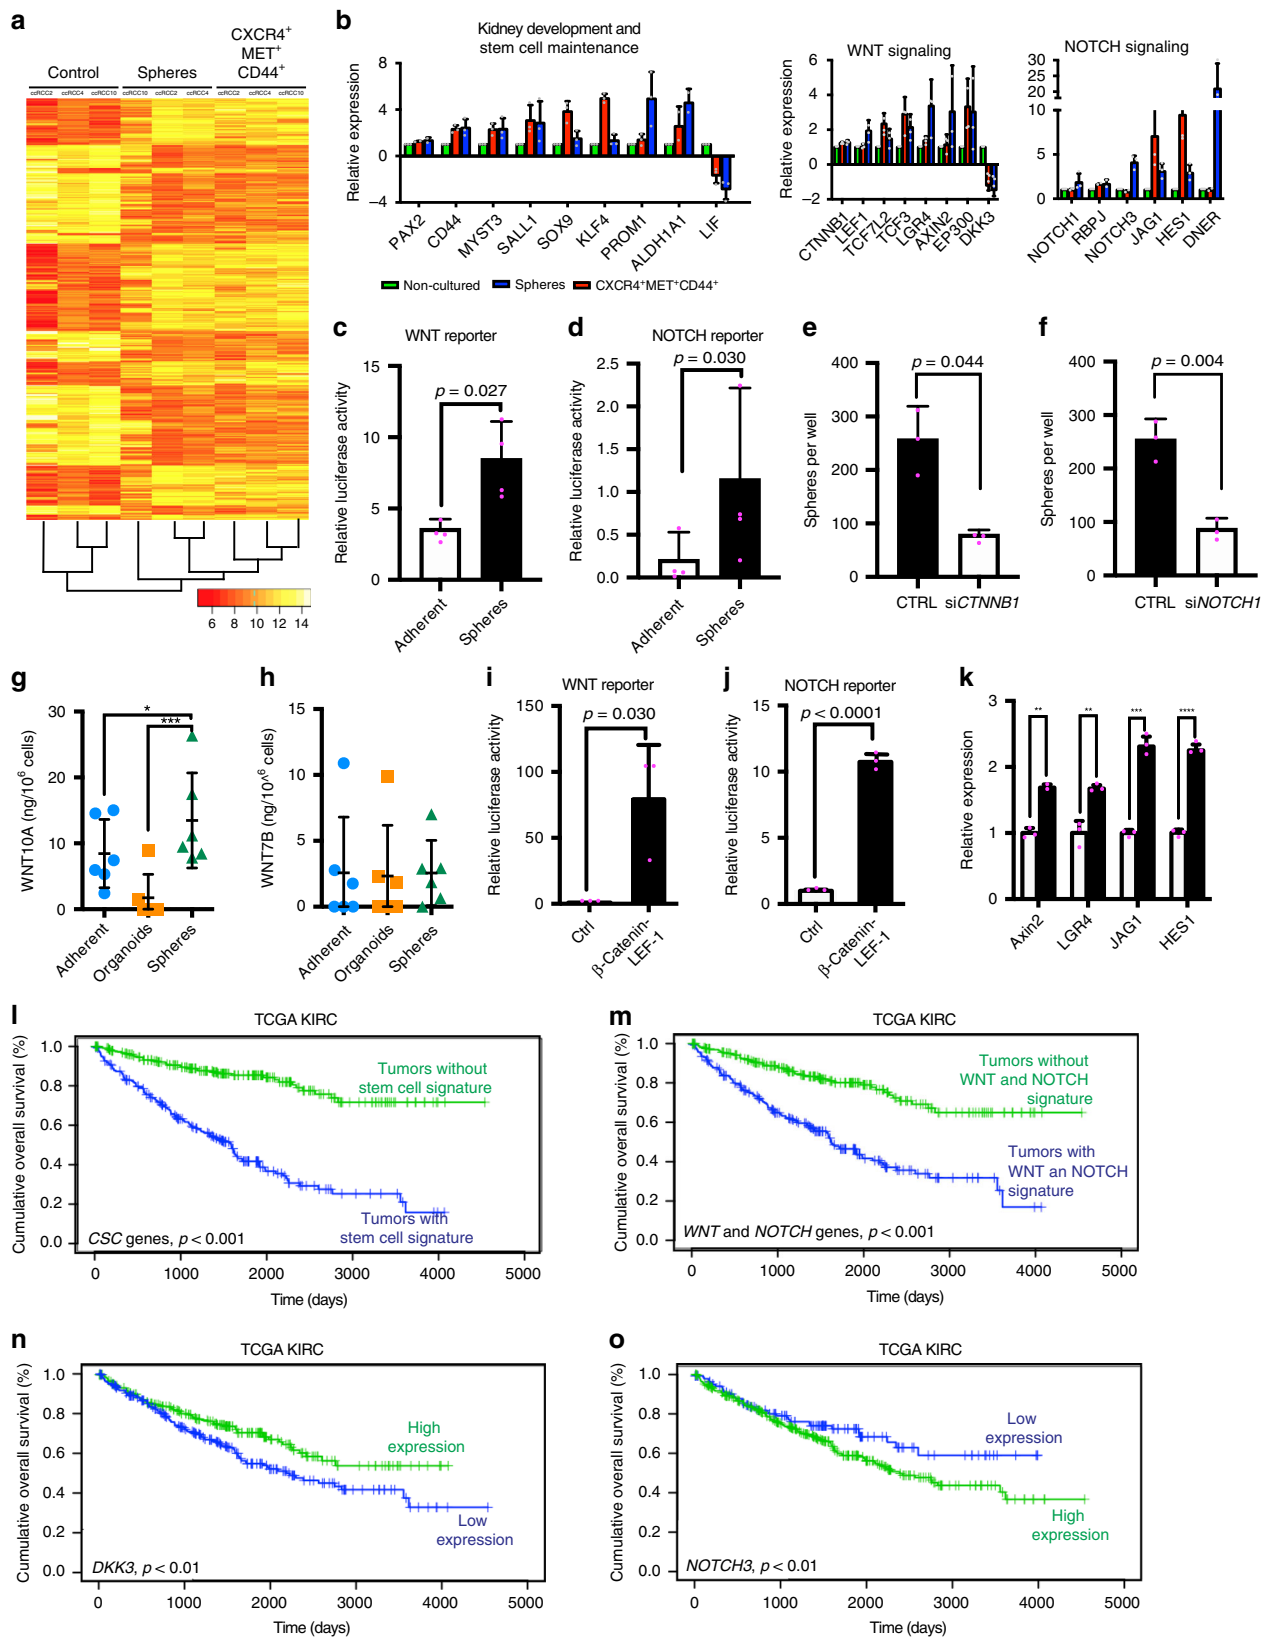 a
Control
Spheres
CXCR4+
MET+
CD44+
ccRCC2 ccRCC4 ccRCC10 ccRCC10 ccRCC2 ccRCC4 ccRCC2 ccRCC4 ccRCC10
6 8 10 12 14
b
Kidney development and
stem cell maintenance
Relative expression
8
4
0
−4
PAX2
CD44
MYST3
SALL1
SOX9
KLF4
PROM1
ALDH1A1
LIF
WNT signaling
Relative expression
6
4
2
0
−2
CTNNB1
LEF1
TCF7L2
TCF3
LGR4
AXIN2
EP300
DKK3
NOTCH signaling
30
25
20
10
5
0
NOTCH1
RBPJ
NOTCH3
JAG1
HES1
DNER
Non-cultured
Spheres
CXCR4+MET+CD44+
c
WNT reporter
Relative luciferase activity
15
10
5
0
p = 0.027
Adherent
Spheres
d
NOTCH reporter
Relative luciferase activity
2.5
2.0
1.5
1.0
0.5
0.0
p = 0.030
Adherent
Spheres
e
Spheres per well
400
300
200
100
0
p = 0.044
CTRL siCTNNB1
f
Spheres per well
400
300
200
100
0
p = 0.004
CTRL siNOTCH1
g
WNT10A (ng/10^6 cells)
30
20
10
0
*
***
Adherent
Organoids
Spheres
h
WNT7B (ng/10^6 cells)
15
10
5
0
Adherent
Organoids
Spheres
i
WNT reporter
Relative luciferase activity
150
100
50
0
p = 0.030
Ctrl
β-Catenin-
LEF-1
j
NOTCH reporter
Relative luciferase activity
15
10
5
0
p < 0.0001
Ctrl
β-Catenin-
LEF-1
k
Relative expression
3
2
1
0
**
**
***
****
Axin2
LGR4
JAG1
HES1
l
TCGA KIRC
Cumulative overall survival (%)
1.0
0.8
0.6
0.4
0.2
0.0
Tumors without
stem cell signature
Tumors with
stem cell signature
CSC genes, p < 0.001
0 1000 2000 3000 4000 5000
Time (days)
m
TCGA KIRC
Cumulative overall survival (%)
1.0
0.8
0.6
0.4
0.2
0.0
Tumors without
WNT and NOTCH
signature
Tumors with
WNT an NOTCH
signature
WNT and NOTCH genes, p < 0.001
0 1000 2000 3000 4000 5000
Time (days)
n
TCGA KIRC
Cumulative overall survival (%)
1.0
0.8
0.6
0.4
0.2
0.0
High
expression
Low
expression
DKK3, p < 0.01
0 1000 2000 3000 4000 5000
Time (days)
o
TCGA KIRC
Cumulative overall survival (%)
1.0
0.8
0.6
0.4
0.2
0.0
Low
expression
High
expression
NOTCH3, p < 0.01
0 1000 2000 3000 4000 5000
Time (days)